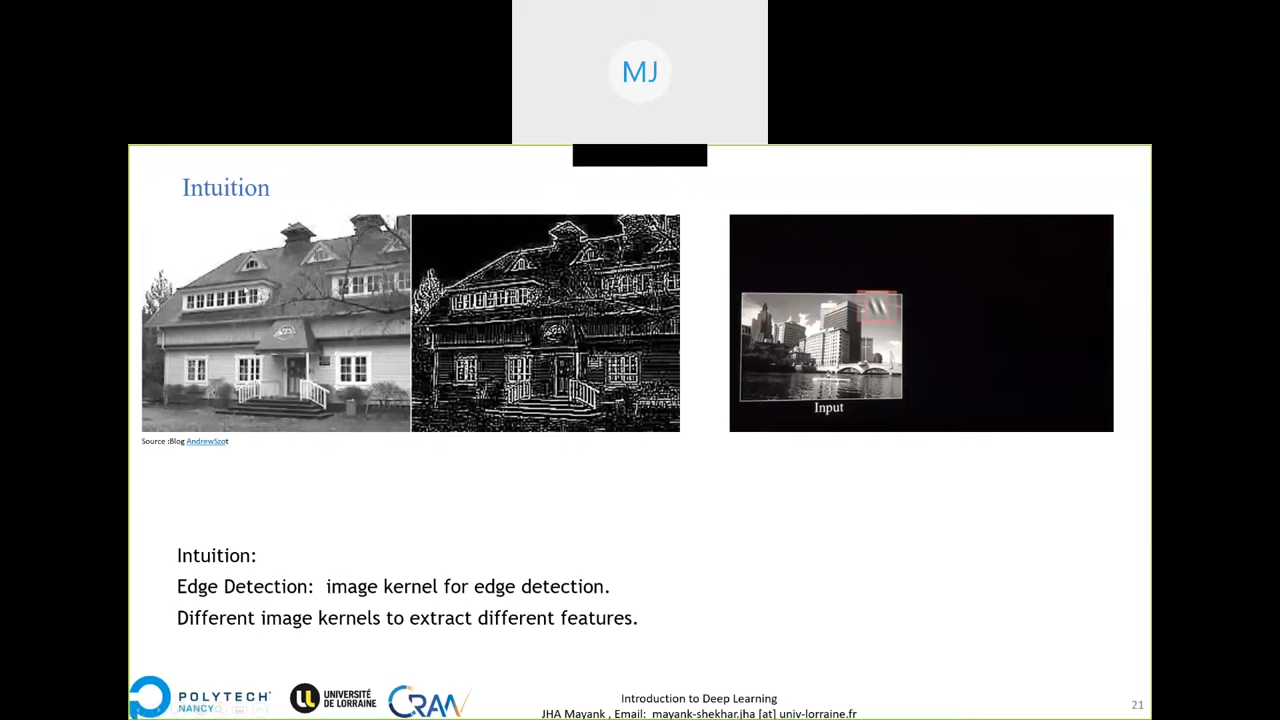 MJ
Intuition
Input
Source :Blog AndrewSzot
Intuition:
Edge Detection: image kernel for edge detection.
Different image kernels to extract different features.
POLYTECH
NANCY
UNIVERSITÉ
DE LORRAINE
CRAN
Introduction to Deep Learning
JHA Mayank , Email: mayank-shekhar.jha [at] univ-lorraine.fr
21